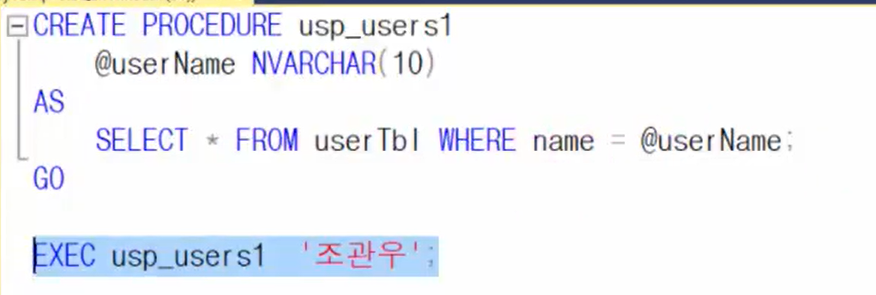 CREATE PROCEDURE usp_users1
@userName NVARCHAR(10)
AS
SELECT * FROM userTbl WHERE name = @userName;
GO
EXEC usp_users1 '조관우';